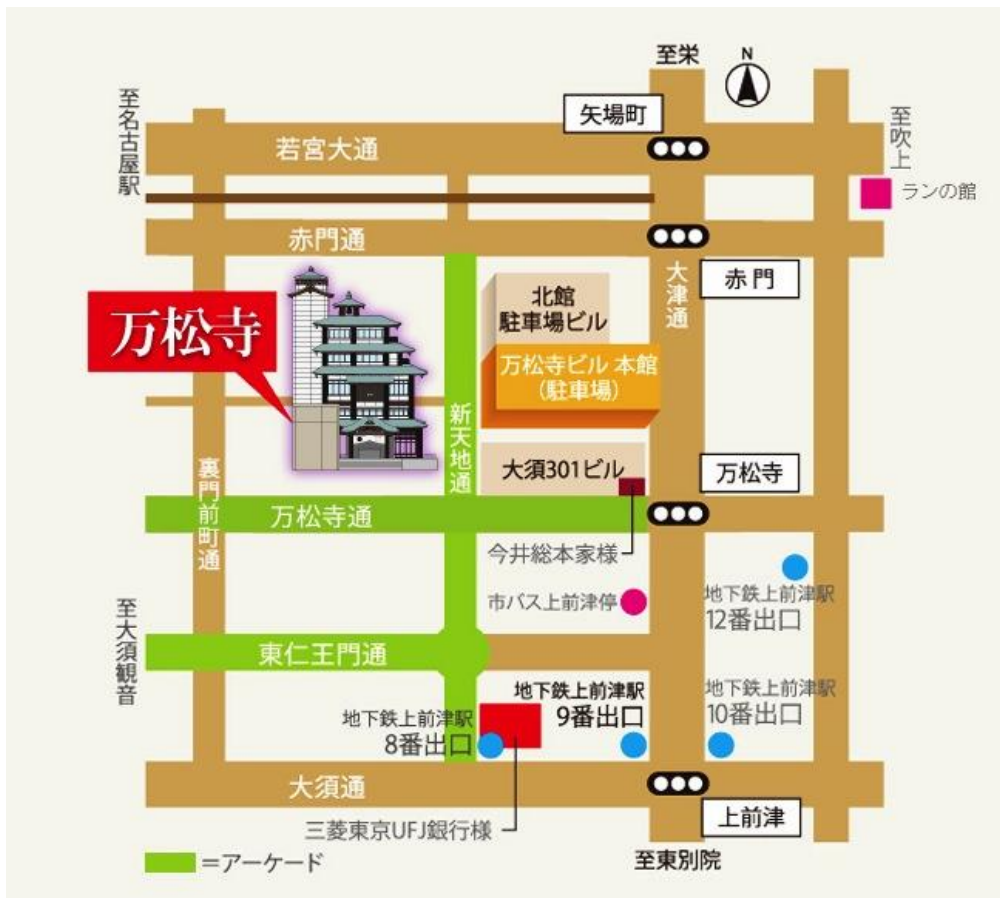 至栄
N
矢場町
至名古屋駅
至吹上
若宮大通
ランの館
赤門通
赤門
大津通
北館
駐車場ビル
万松寺
万松寺ビル 本館
(駐車場)
新天地通
大須301ビル
万松寺
裏門前町通
万松寺通
今井総本家様
地下鉄上前津駅
12番出口
市バス上前津停
至大須観音
東仁王門通
地下鉄上前津駅
9番出口
地下鉄上前津駅
10番出口
地下鉄上前津駅
8番出口
大須通
上前津
三菱東京UFJ銀行様
=アーケード
至東別院